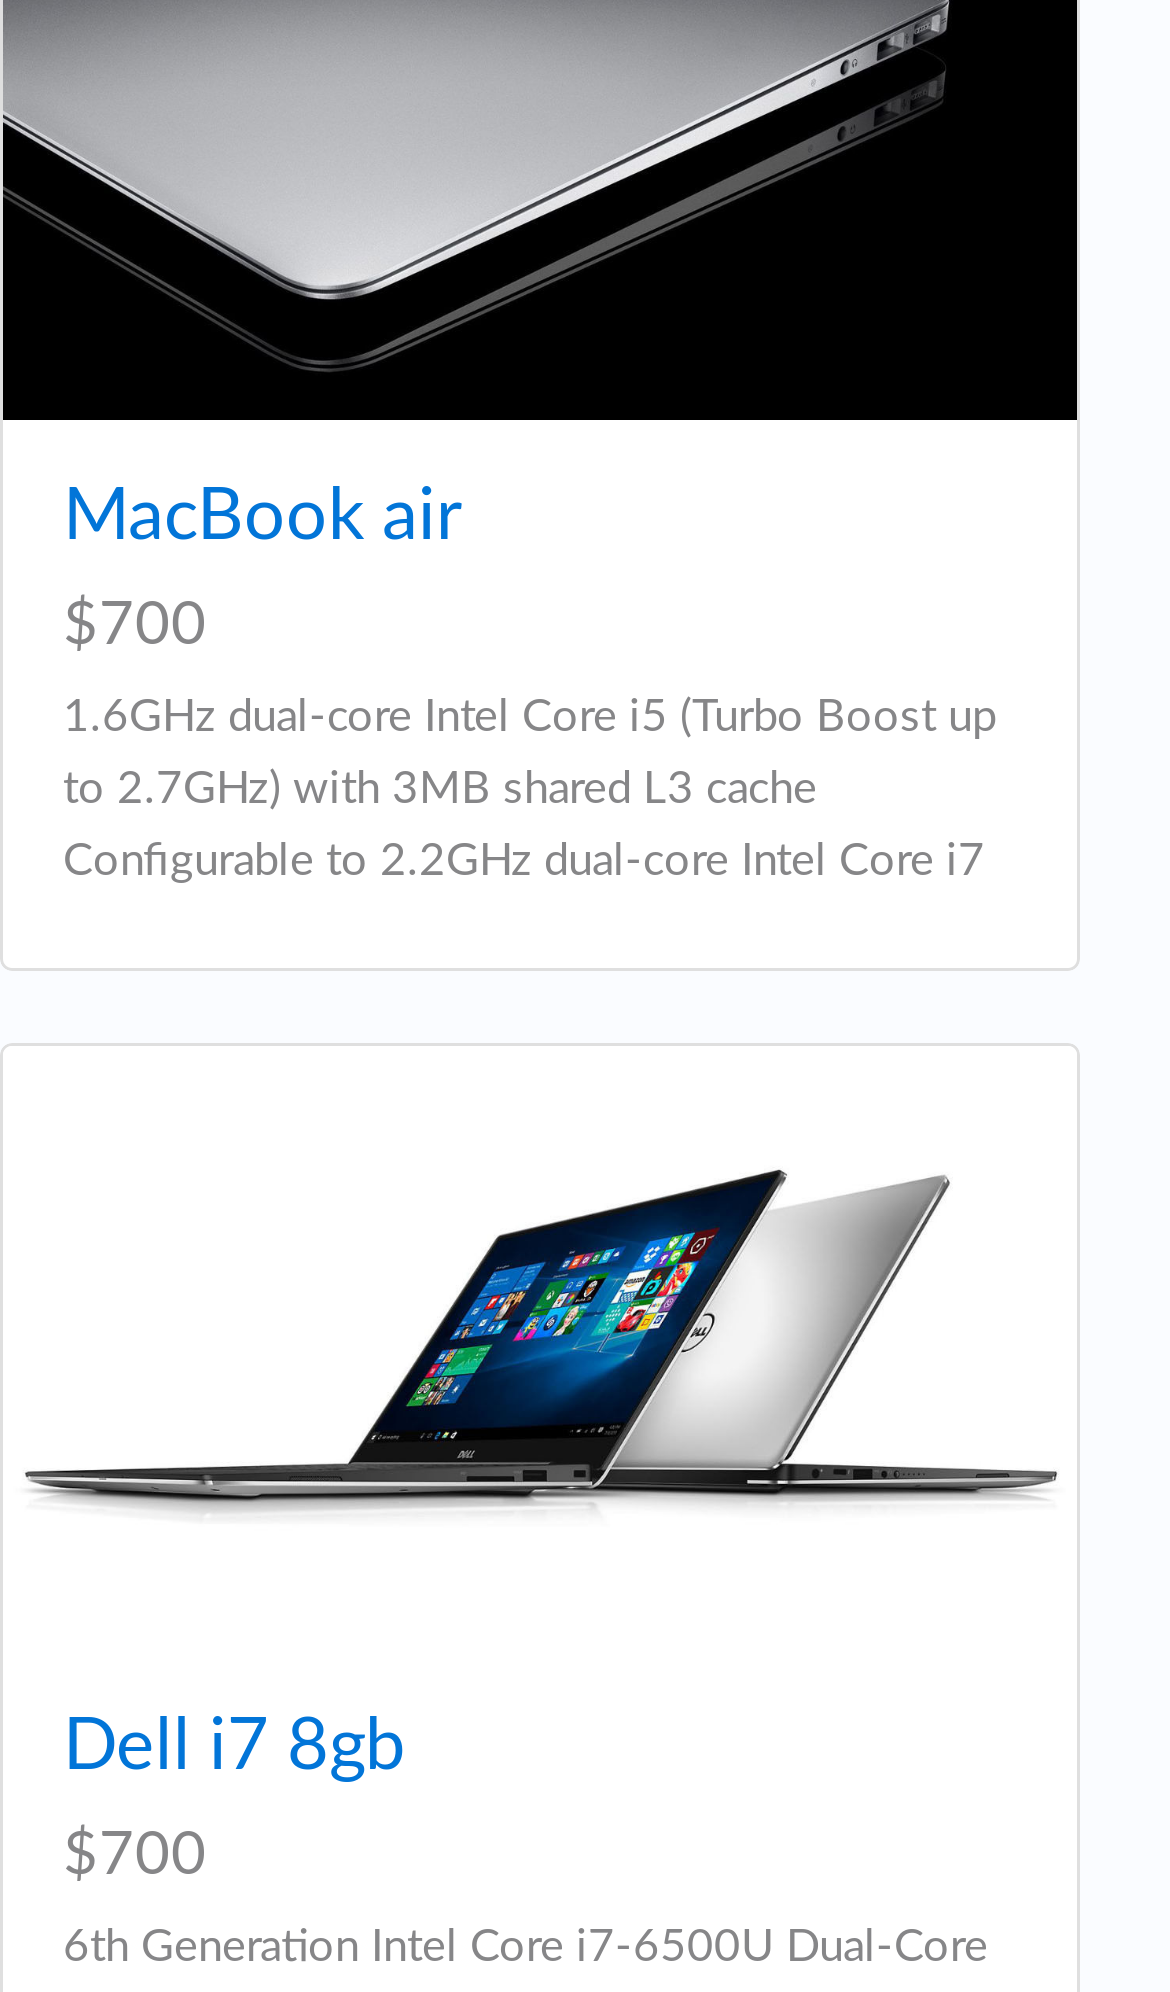 MacBook air
$700
1.6GHz dual-core Intel Core i5 (Turbo Boost up
to 2.7GHz) with 3MB shared L3 cache
Configurable to 2.2GHz dual-core Intel Core i7
DELL
DELL
Dell i7 8gb
$700
6th Generation Intel Core i7-6500U Dual-Core